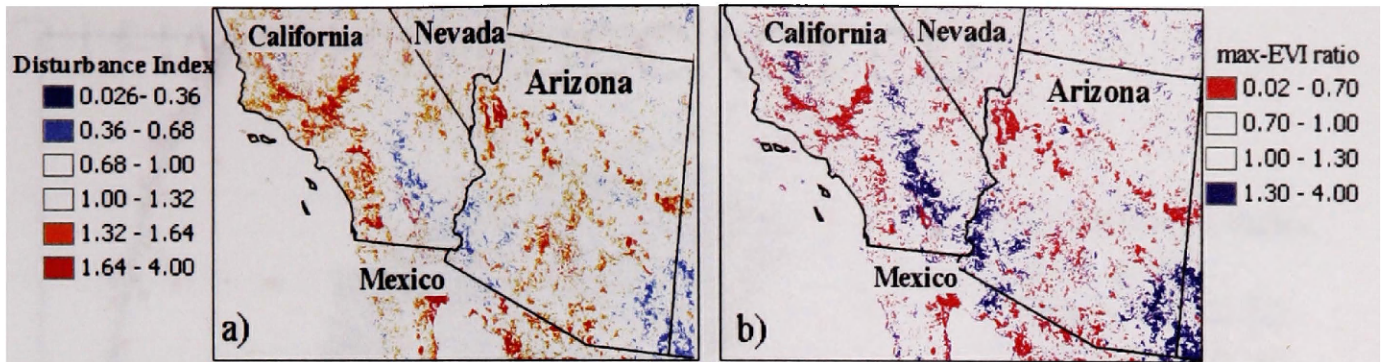 Disturbance Index
0.026- 0.36
0.36 - 0.68
0.68 - 1.00
1.00 - 1.32
1.32 - 1.64
1.64 - 4.00
California
Nevada
Arizona
Mexico
a)
California
Nevada
Arizona
Mexico
b)
max-EVI ratio
0.02 - 0.70
0.70 - 1.00
1.00 - 1.30
1.30 - 4.00